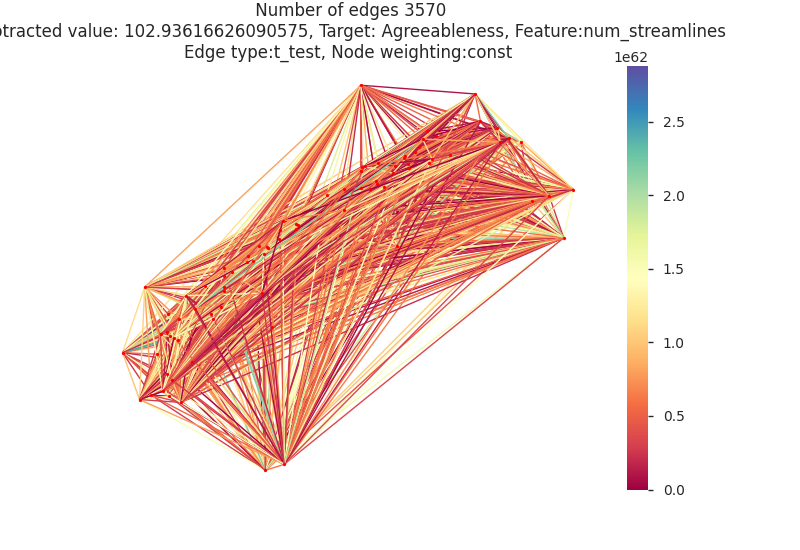 Number of edges 3570
value: 102.93616626090575, Target: Agreeableness, Feature:num_streamlines
Edge type:t_test, Node weighting:const
1e62
2.5
2.0
1.5
1.0
0.5
0.0